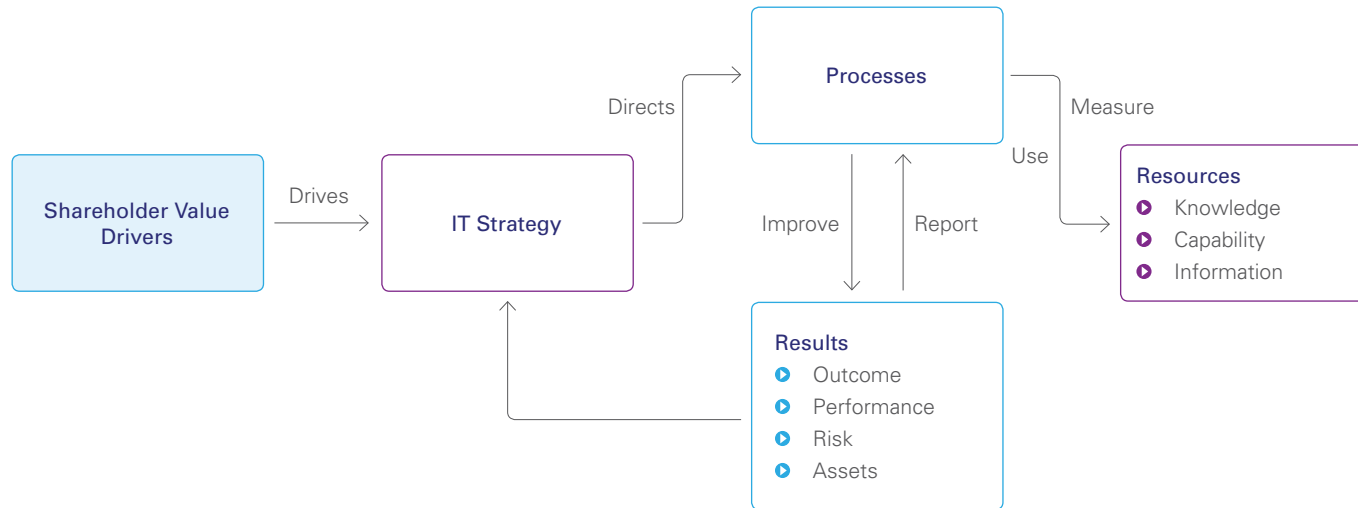 Shareholder Value
Drivers
Drives
IT Strategy
Directs
Processes
Measure
Use
Improve
Report
Resources
Knowledge
Capability
Information
Results
Outcome
Performance
Risk
Assets